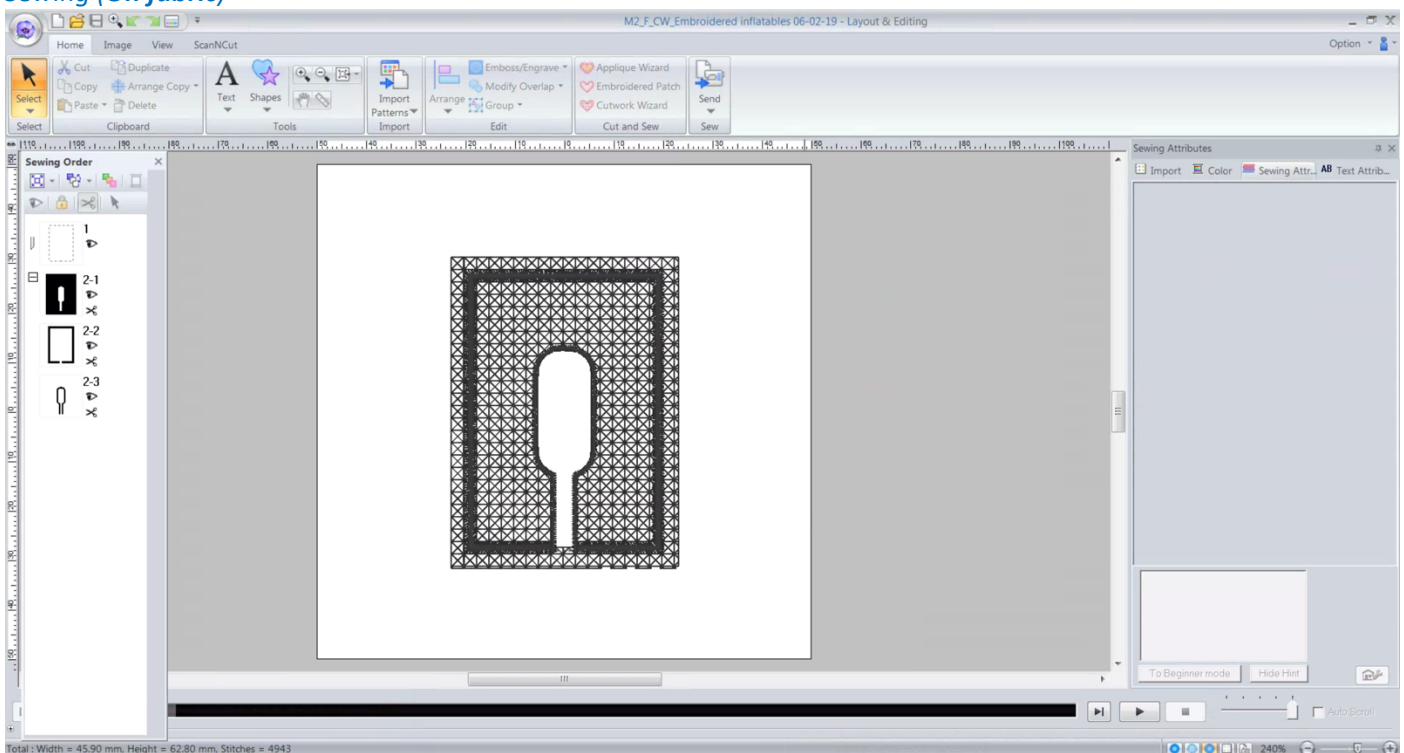 M2_F_CW_Embroidered inflatables 06-02-19 - Layout & Editing
Home Image View ScanNCut Option
Select
Cut Duplicate
Copy Arrange Copy
Paste Delete
Text Shapes
Import Patterns
Arrange
Emboss/Engrave
Modify Overlap
Group
Applique Wizard
Embroidered Patch
Cutwork Wizard
Send
Select Clipboard Tools Import Edit Cut and Sew Sew
Sewing Order
1
2-1
2-2
2-3
Sewing Attributes
Import Color Sewing Attr... AB Text Attrib...
To Beginner mode Hide Hint
Auto Scroll
Total : Width = 45.90 mm, Height = 62.80 mm, Stitches = 4943
240%